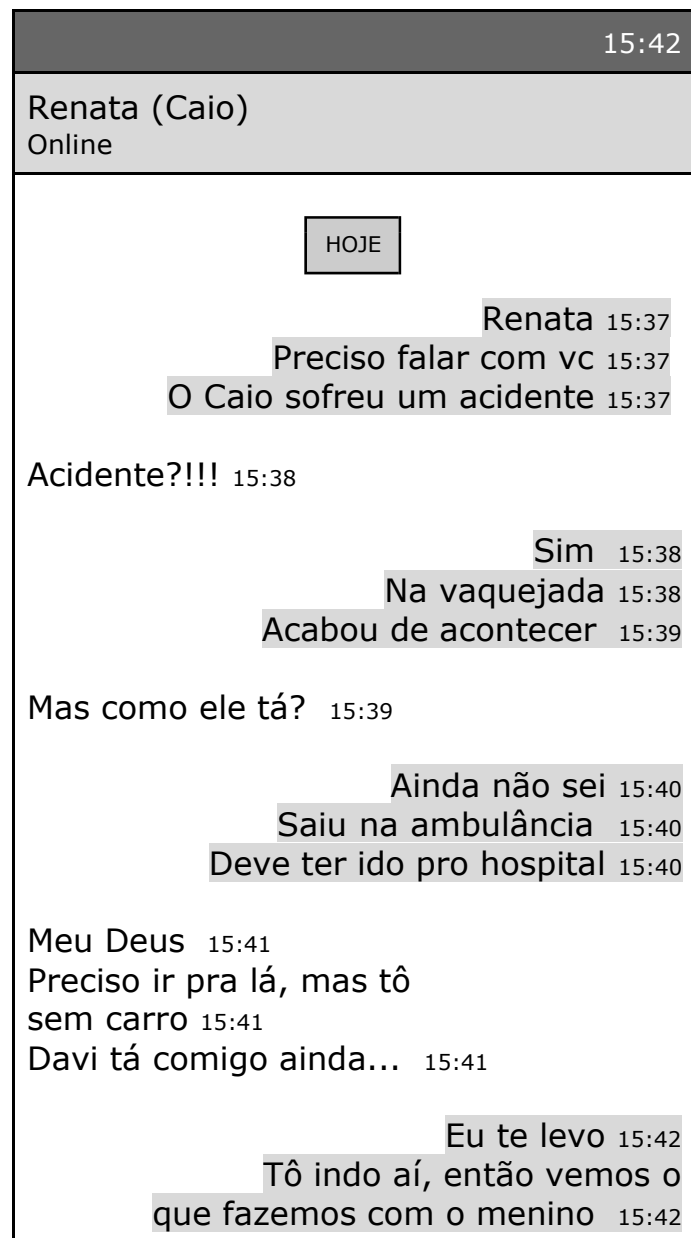 15:42
Renata (Caio)
Online
HOJE
Renata 15:37
Preciso falar com vc 15:37
O Caio sofreu um acidente 15:37
Acidente?!!! 15:38
Sim 15:38
Na vaquejada 15:38
Acabou de acontecer 15:39
Mas como ele tá? 15:39
Ainda não sei 15:40
Saiu na ambulância 15:40
Deve ter ido pro hospital 15:40
Meu Deus 15:41
Preciso ir pra lá, mas tô
sem carro 15:41
Davi tá comigo ainda... 15:41
Eu te levo 15:42
Tô indo aí, então vemos o
que fazemos com o menino 15:42